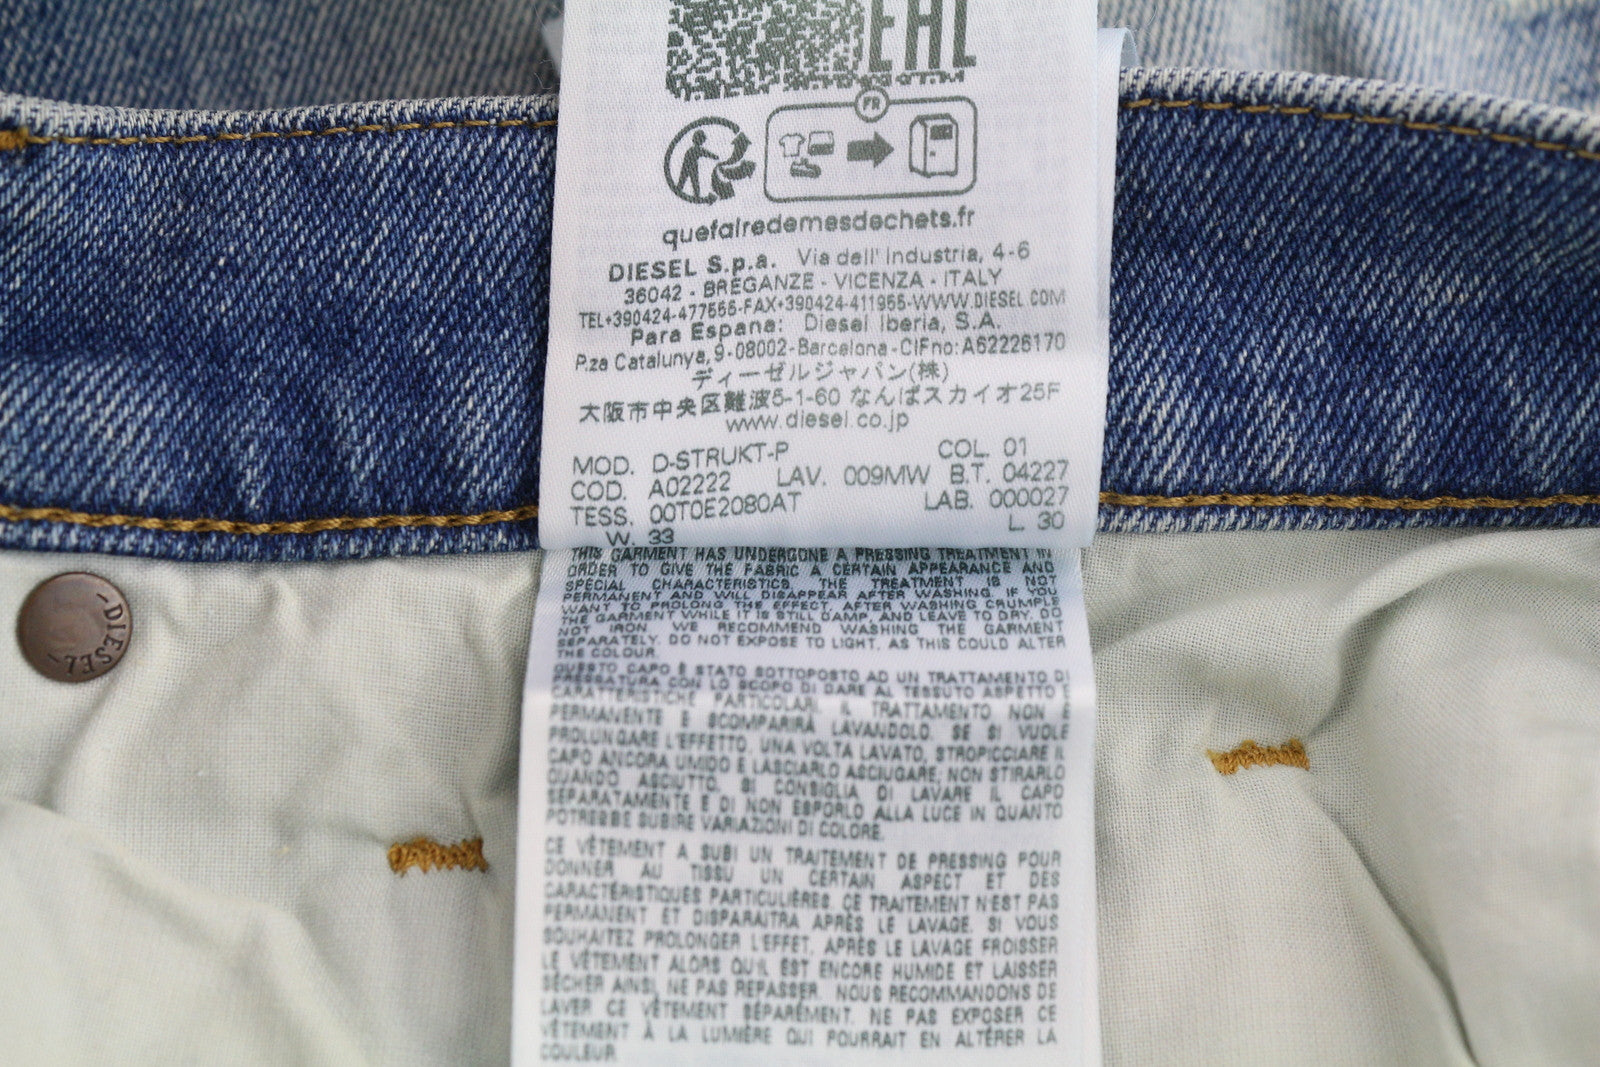 EAC
FR
quefairedemesdechets.fr
DIESEL S.p.a. Via dell' Industria, 4-6
36042 - BREGANZE - VICENZA - ITALY
TEL+390424-477555-FAX+390424-411955-WWW.DIESEL.COM
Para Espana: Diesel Iberia, S.A.
P.za Catalunya, 9-08002-Barcelona-CIFno: A62226170
ディーゼルジャパン(株)
大阪市中央区難波5-1-60 なんばスカイオ25F
www.diesel.co.jp
MOD. D-STRUKT-P COL. 01
COD. A02222 LAV. 009MW B.T. 04227
TESS. 00T0E2080AT LAB. 000027
W. 33 L. 30
THIS GARMENT HAS UNDERGONE A PRESSING TREATMENT IN
ORDER TO GIVE THE FABRIC A CERTAIN APPEARANCE AND
SPECIAL CHARACTERISTICS. THE TREATMENT IS NOT
PERMANENT AND WILL DISAPPEAR AFTER WASHING. IF YOU
WANT TO PROLONG THE EFFECT, AFTER WASHING CRUMPLE
THE GARMENT WHILE IT IS STILL DAMP, AND LEAVE TO DRY. DO
NOT IRON. WE RECOMMEND WASHING THE GARMENT
SEPARATELY. DO NOT EXPOSE TO LIGHT, AS THIS COULD ALTER
THE COLOUR.
QUESTO CAPO È STATO SOTTOPOSTO AD UN TRATTAMENTO DI
PRESSATURA CON LO SCOPO DI DARE AL TESSUTO ASPETTO E
CARATTERISTICHE PARTICOLARI. IL TRATTAMENTO NON È
PERMANENTE E SCOMPARIRÀ LAVANDOLO. SE SI VUOLE
PROLUNGARE L'EFFETTO, UNA VOLTA LAVATO, STROPICCIARE IL
CAPO ANCORA UMIDO E LASCIARLO ASCIUGARE; NON STIRARLO
QUANDO ASCIUTTO. SI CONSIGLIA DI LAVARE IL CAPO
SEPARATAMENTE E DI NON ESPORLO ALLA LUCE IN QUANTO
POTREBBE SUBIRE VARIAZIONI DI COLORE.
CE VÊTEMENT A SUBI UN TRAITEMENT DE PRESSING POUR
DONNER AU TISSU UN CERTAIN ASPECT ET DES
CARACTÉRISTIQUES PARTICULIÈRES. CE TRAITEMENT N'EST PAS
PERMANENT ET DISPARAITRA APRÈS LE LAVAGE. SI VOUS
SOUHAITEZ PROLONGER L'EFFET, APRÈS LE LAVAGE FROISSER
LE VÊTEMENT ALORS QU'IL EST ENCORE HUMIDE ET LAISSER
SÉCHER AINSI, NE PAS REPASSER. NOUS RECOMMANDONS DE
LAVER CE VÊTEMENT SÉPARÉMENT. NE PAS EXPOSER CE
VÊTEMENT À LA LUMIÈRE QUI POURRAIT EN ALTÉRER LA
COULEUR
-DIESEL-